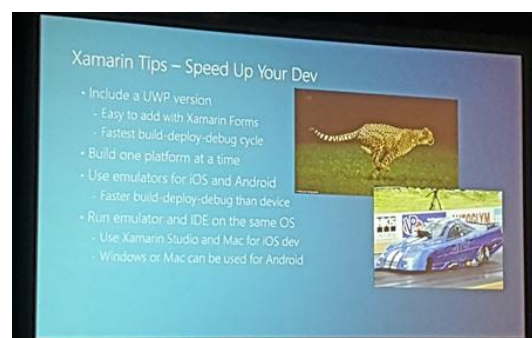 Xamarin Tips – Speed Up Your Dev
• Include a UWP version
- Easy to add with Xamarin Forms
- Fastest build-deploy-debug cycle
• Build one platform at a time
• Use emulators for iOS and Android
- Faster build-deploy-debug than device
• Run emulator and IDE on the same OS
- Use Xamarin Studio and Mac for iOS dev
- Windows or Mac can be used for Android